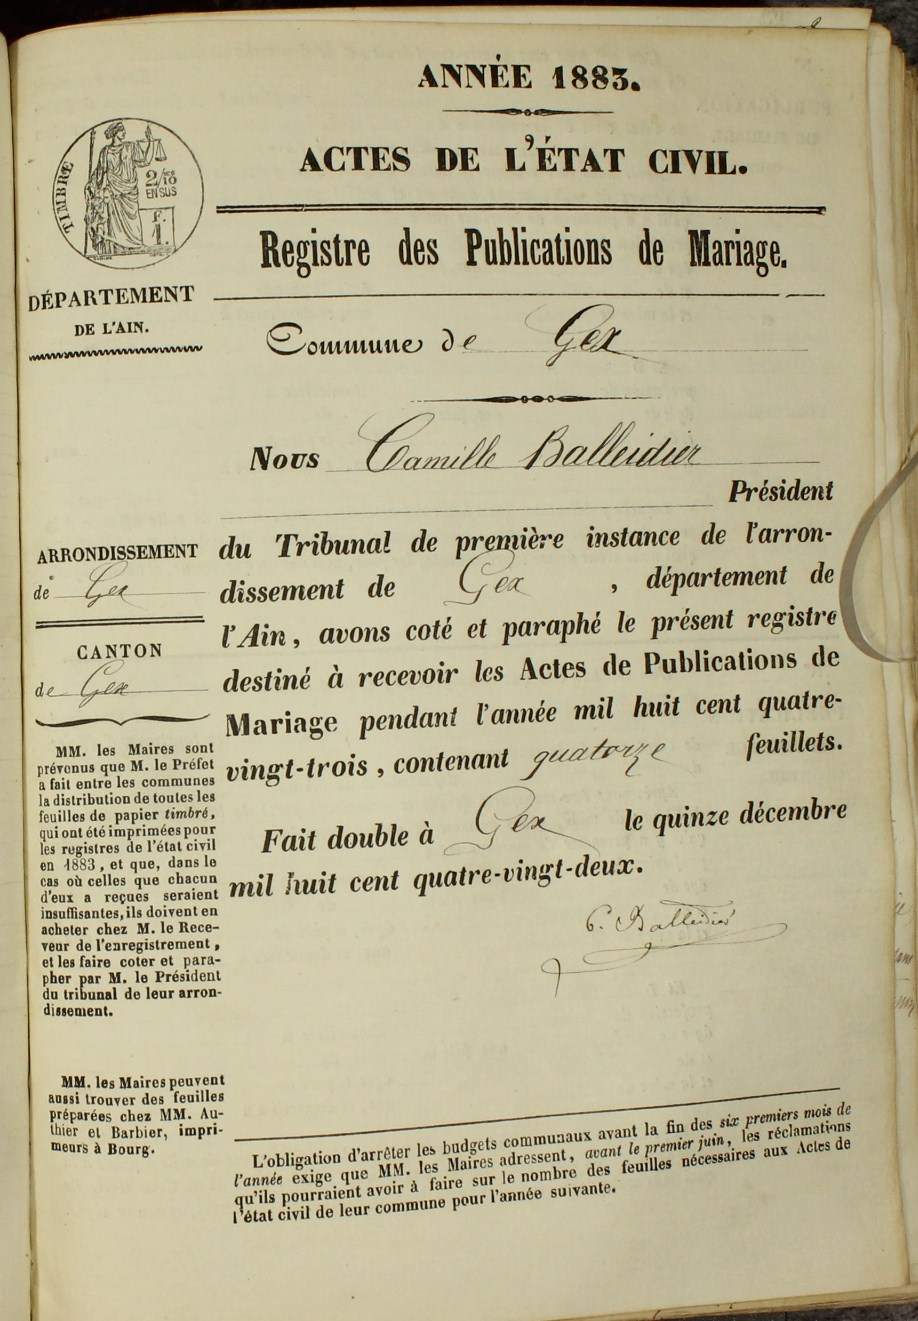 ANNÉE 1883.
ACTES DE L'ÉTAT CIVIL.
TIMBRE
2/10
EN SUS
F.
1.
Registre des Publications de Mariage.
DÉPARTEMENT
DE L'AIN.
Commune de Gex
Nous Camille Balleidier
Président
du Tribunal de première instance de l'arron-
dissement de Gex , département de
l'Ain, avons coté et paraphé le présent registre
destiné à recevoir les Actes de Publications de
Mariage pendant l'année mil huit cent quatre-
vingt-trois, contenant quatorze feuillets.
Fait double à Gex le quinze décembre
mil huit cent quatre-vingt-deux.
C. Balleidier
ARRONDISSEMENT
de Gex
CANTON
de Gex
MM. les Maires sont
prévenus que M. le Préfet
a fait entre les communes
la distribution de toutes les
feuilles de papier timbré,
qui ont été imprimées pour
les registres de l'état civil
en 1883, et que, dans le
cas où celles que chacun
d'eux a reçues seraient
insuffisantes, ils doivent en
acheter chez M. le Rece-
veur de l'enregistrement,
et les faire coter et para-
pher par M. le Président
du tribunal de leur arron-
dissement.
MM. les Maires peuvent
aussi trouver des feuilles
préparées chez MM. Au-
thier et Barbier, impri-
meurs à Bourg.
L'obligation d'arrêter les budgets communaux avant la fin des six premiers mois de
l'année exige que MM. les Maires adressent, avant le premier juin, les réclamations
qu'ils pourraient avoir à faire sur le nombre des feuilles nécessaires aux Actes de
l'état civil de leur commune pour l'année suivante.